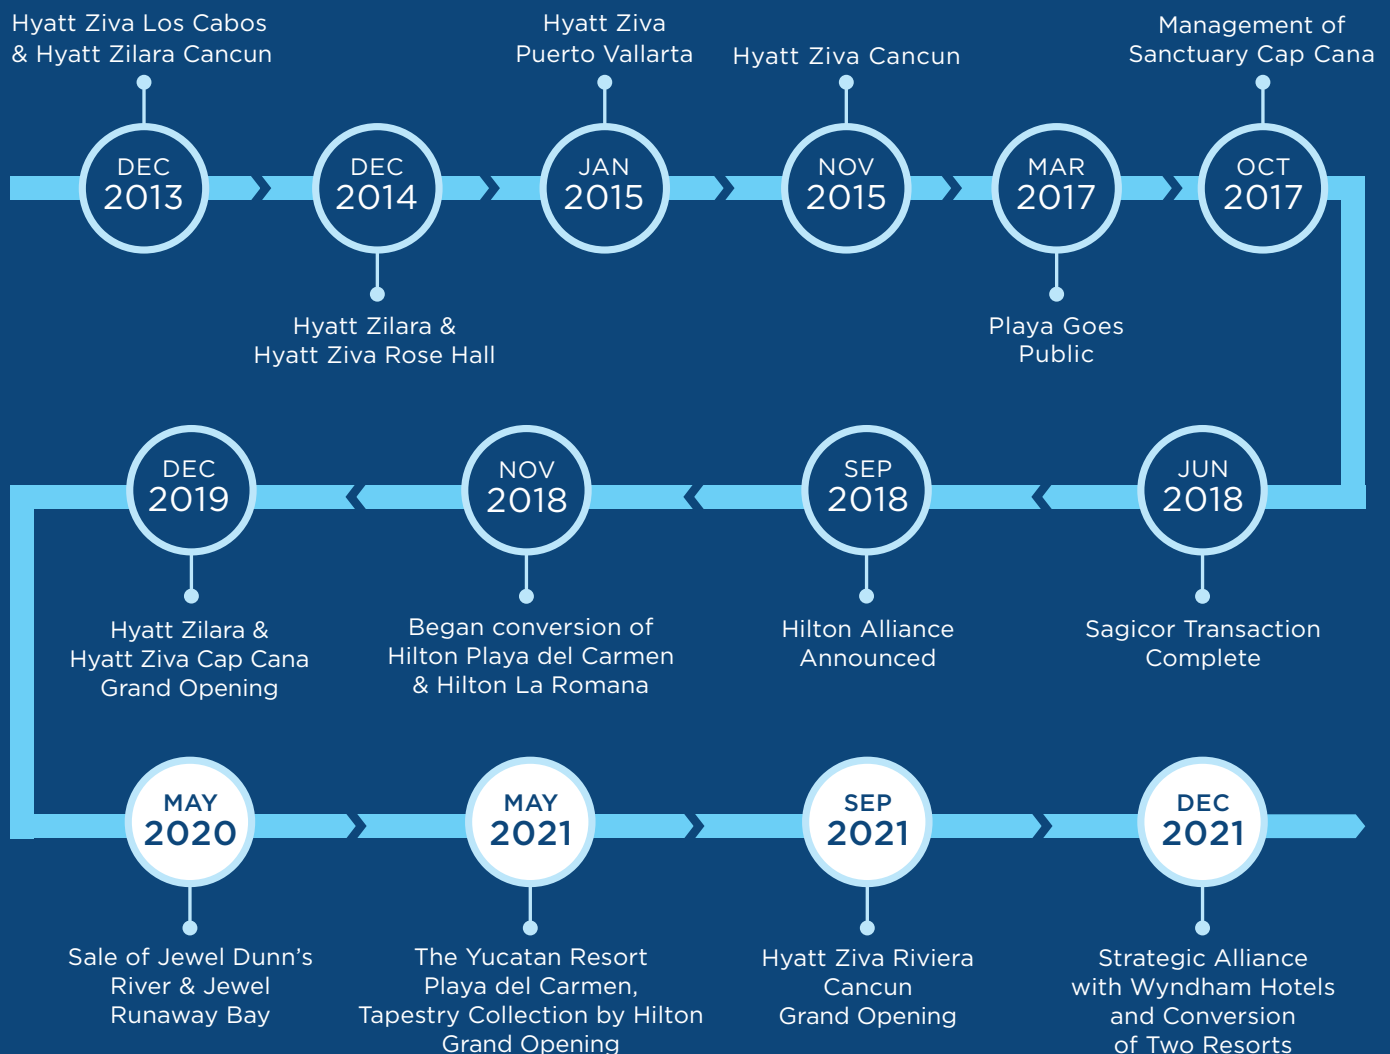 Hyatt Ziva Los Cabos
& Hyatt Zilara Cancun
DEC
2013
DEC
2014
Hyatt Zilara &
Hyatt Ziva Rose Hall
Hyatt Ziva
Puerto Vallarta
JAN
2015
Hyatt Ziva Cancun
NOV
2015
MAR
2017
Playa Goes
Public
Management of
Sanctuary Cap Cana
OCT
2017
JUN
2018
Sagicor Transaction
Complete
SEP
2018
Hilton Alliance
Announced
NOV
2018
Began conversion of
Hilton Playa del Carmen
& Hilton La Romana
DEC
2019
Hyatt Zilara &
Hyatt Ziva Cap Cana
Grand Opening
MAY
2020
Sale of Jewel Dunn’s
River & Jewel
Runaway Bay
MAY
2021
The Yucatan Resort
Playa del Carmen,
Tapestry Collection by Hilton
Grand Opening
SEP
2021
Hyatt Ziva Riviera
Cancun
Grand Opening
DEC
2021
Strategic Alliance
with Wyndham Hotels
and Conversion
of Two Resorts